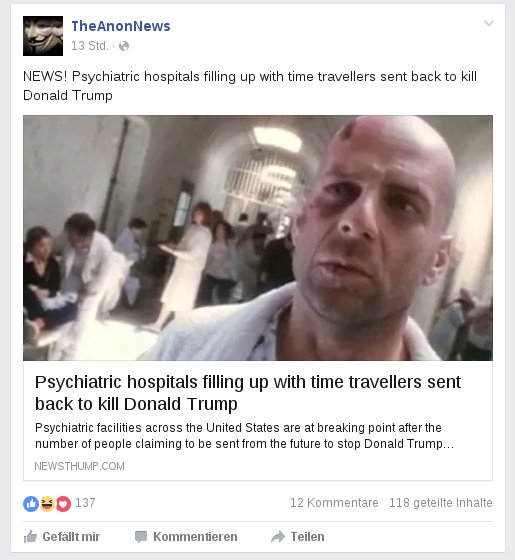 TheAnonNews
13 Std. ·
NEWS! Psychiatric hospitals filling up with time travellers sent back to kill
Donald Trump
Psychiatric hospitals filling up with time travellers sent
back to kill Donald Trump
Psychiatric facilities across the United States are at breaking point after the
number of people claiming to be sent from the future to stop Donald Trump...
NEWSTHUMP.COM
137
12 Kommentare 118 geteilte Inhalte
Gefällt mir Kommentieren Teilen